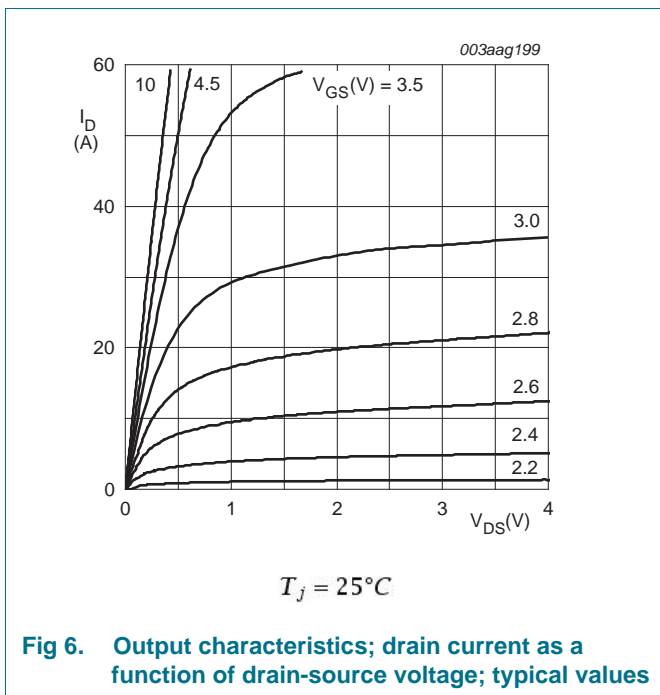 003aag199
60
10
4.5
V_GS(V) = 3.5
I_D
(A)
40
3.0
2.8
20
2.6
2.4
2.2
0
0 1 2 3 4
V_DS(V)
T_j = 25°C
Fig 6. Output characteristics; drain current as a
function of drain-source voltage; typical values